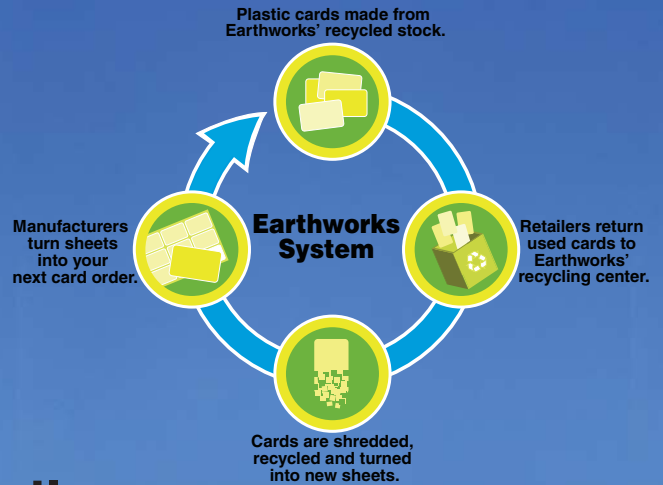 Plastic cards made from
Earthworks' recycled stock.
Earthworks
System
Retailers return
used cards to
Earthworks'
recycling center.
Cards are shredded,
recycled and turned
into new sheets.
Manufacturers
turn sheets
into your
next card order.